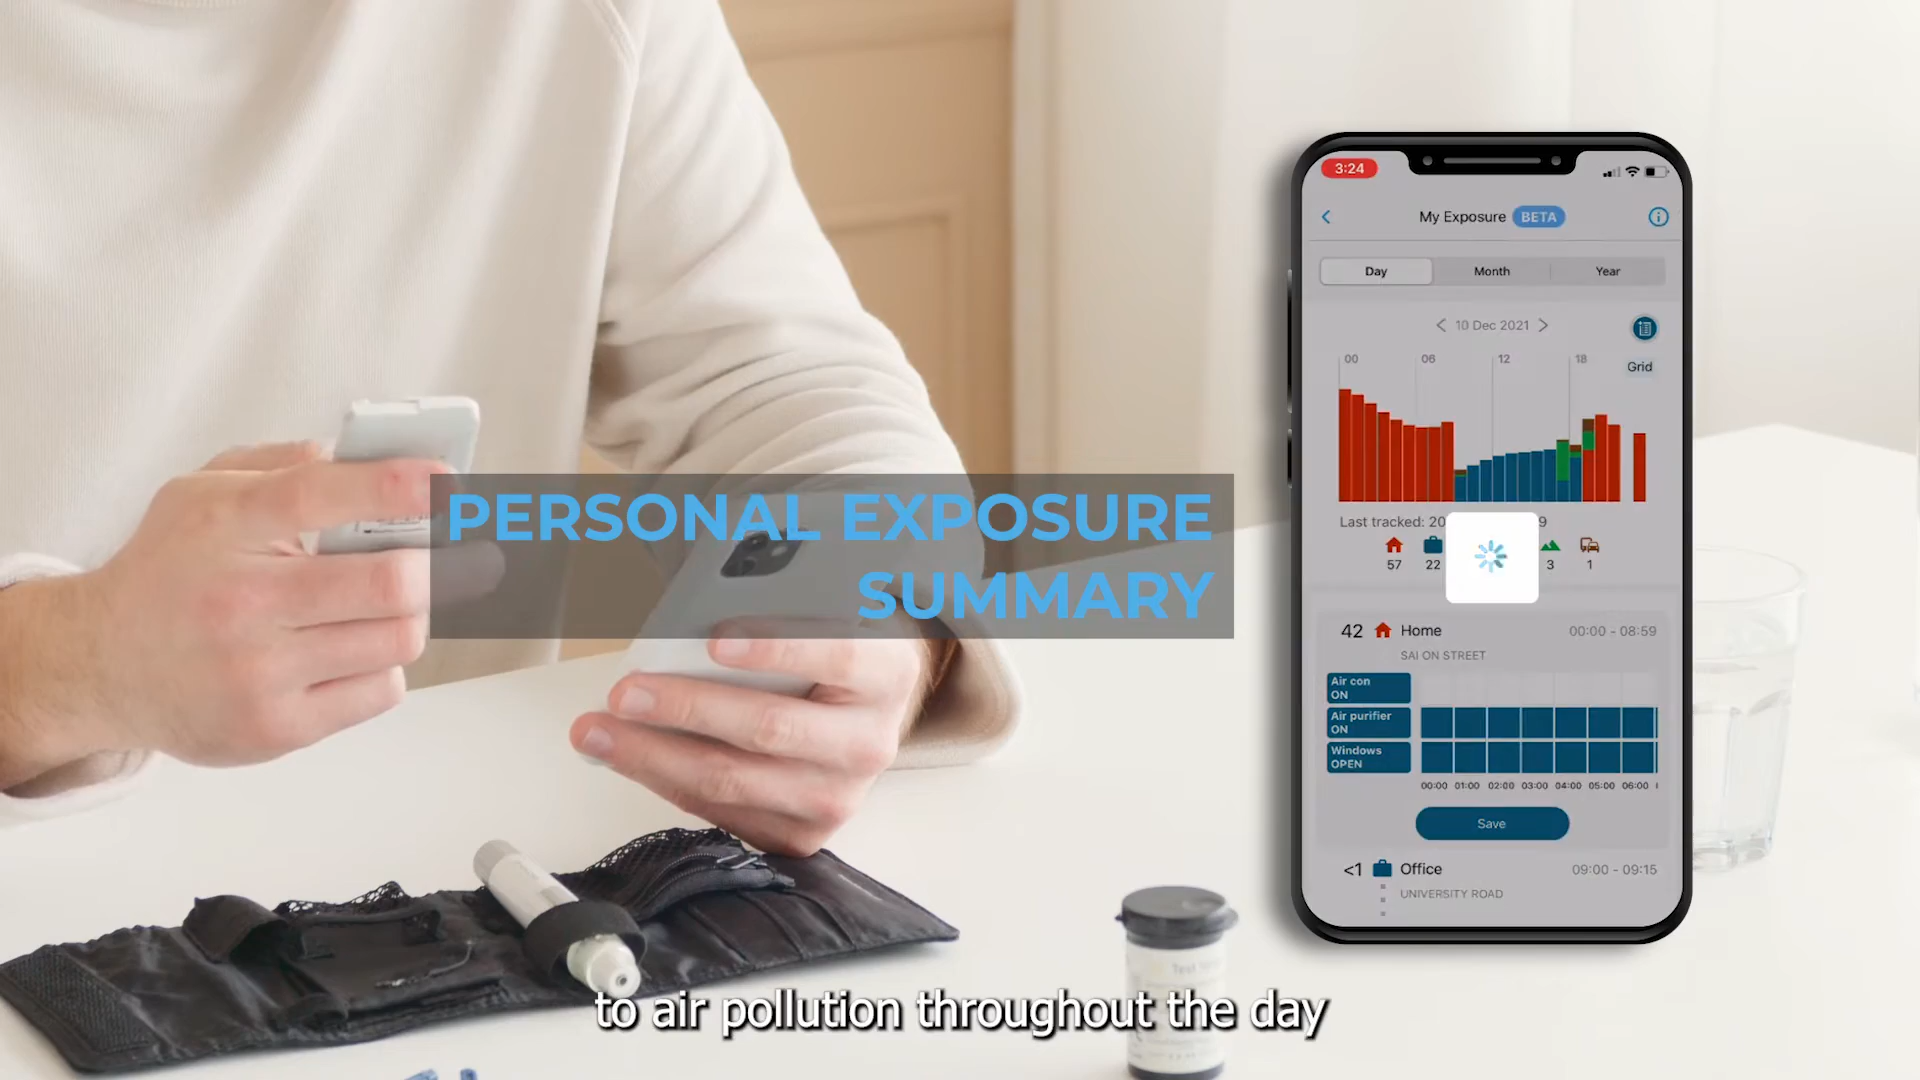 PERSONAL EXPOSURE
SUMMARY
3:24
My Exposure BETA
Day Month Year
10 Dec 2021
00 06 12 18
Grid
Last tracked: 20
9
57 22 3 1
42 Home 00:00 - 08:59
SAI ON STREET
Air con
ON
Air purifier
ON
Windows
OPEN
00:00 01:00 02:00 03:00 04:00 05:00 06:00
Save
<1 Office 09:00 - 09:15
UNIVERSITY ROAD
Test
to air pollution throughout the day